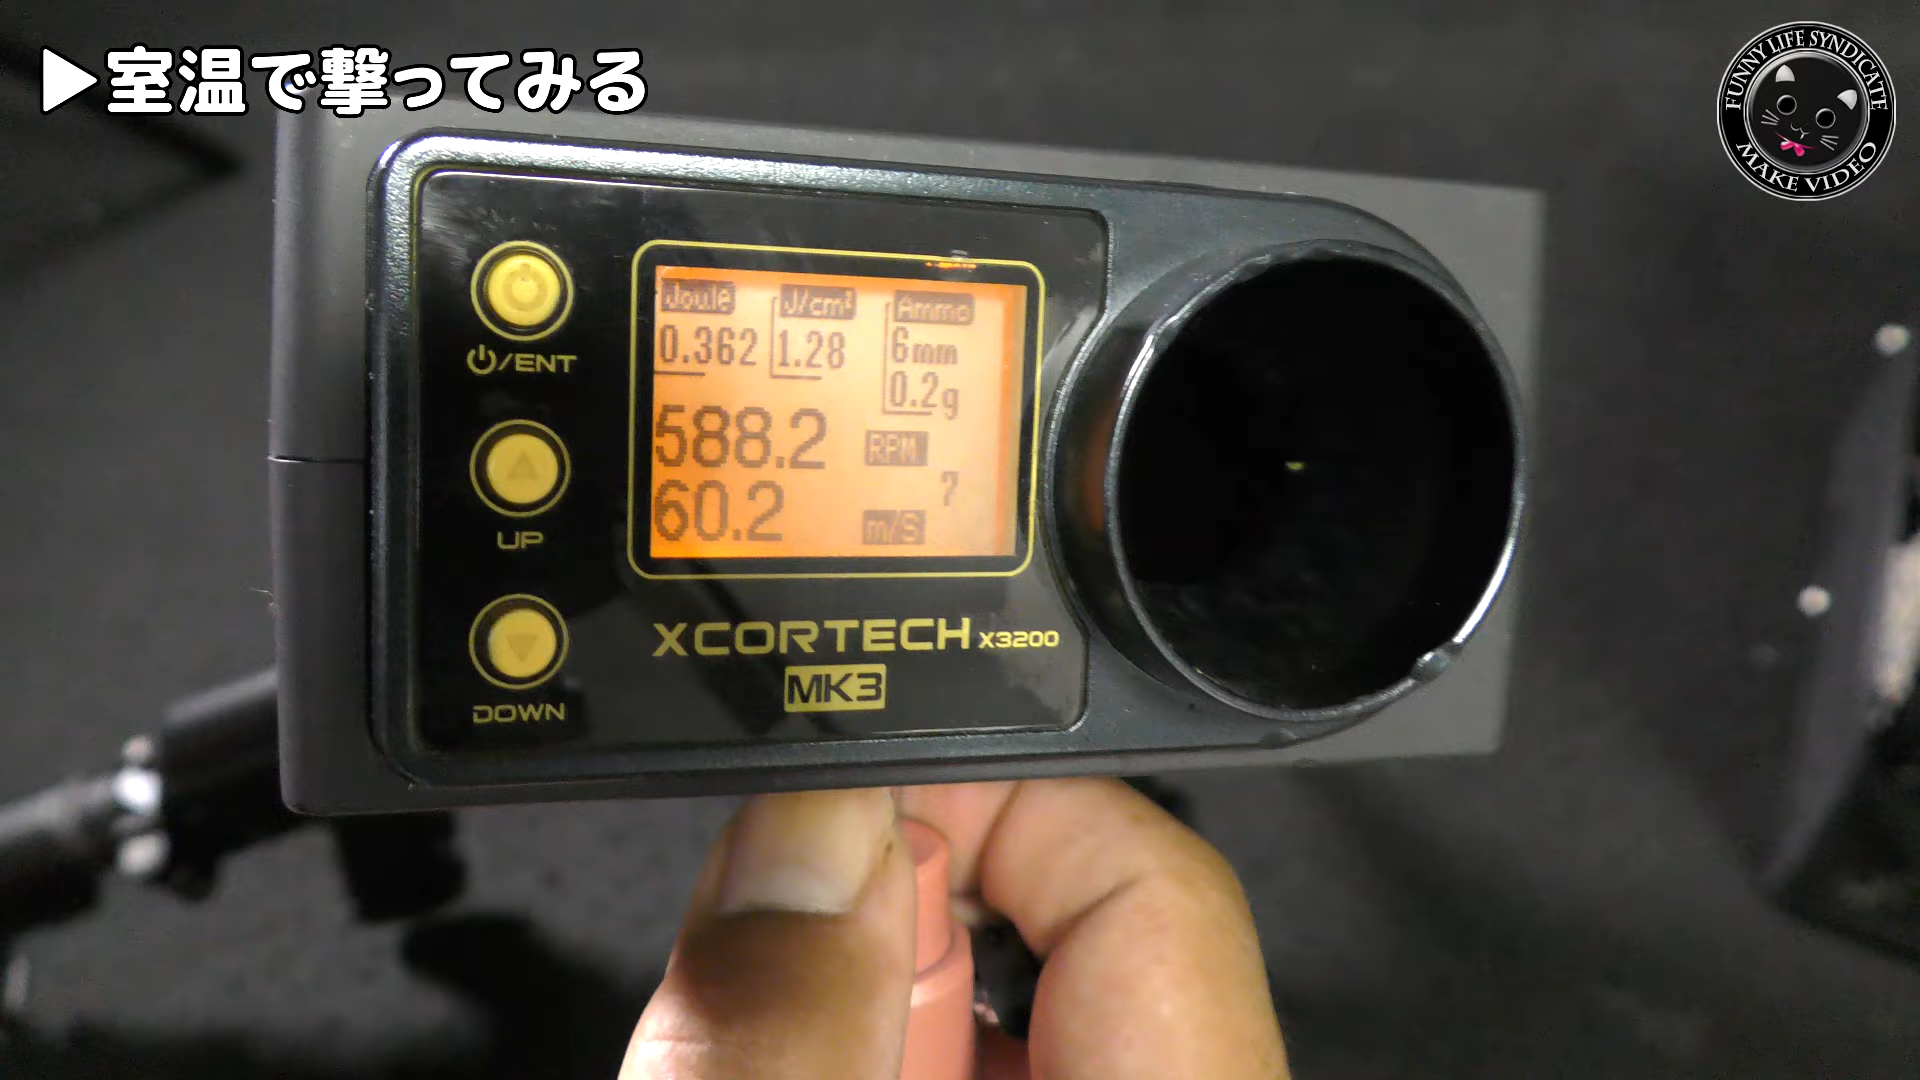 ▶室温で撃ってみる
FUNNY LIFE SYNDICATE
MAKE VIDEO
Joule J/cm² Ammo
0.362 1.28 6mm
0.2g
588.2 RPM
7
60.2 m/S
⏻/ENT
UP
DOWN
XCORTECH X3200
MK3